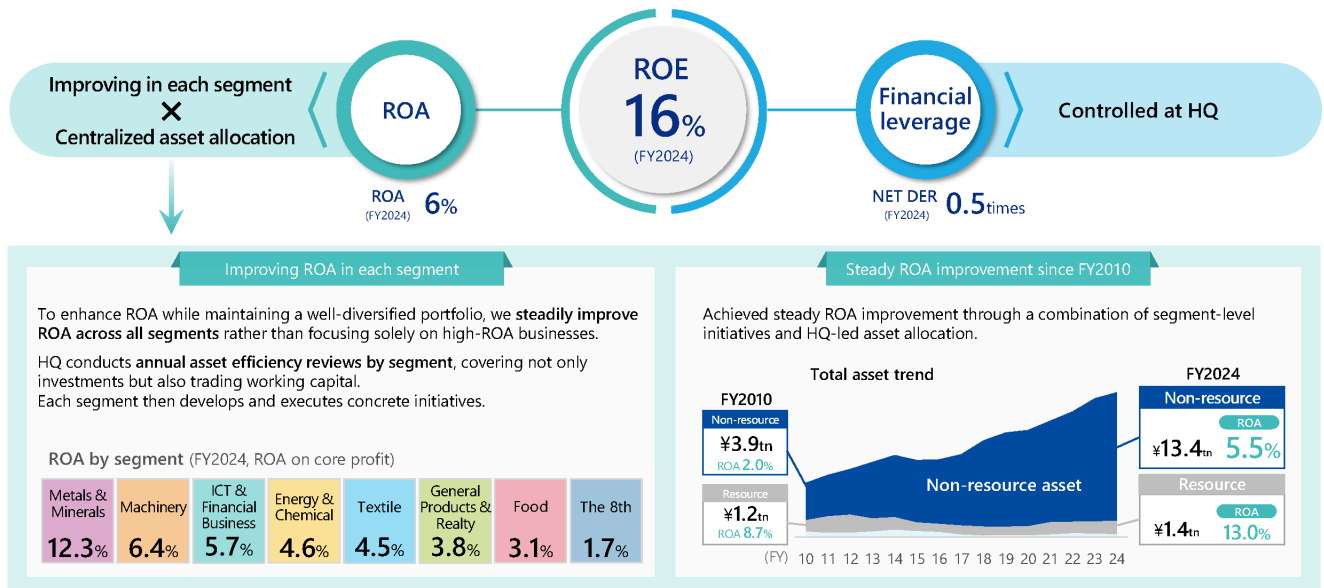 Improving in each segment
×
Centralized asset allocation
ROA
ROA
(FY2024)
6%
ROE
16%
(FY2024)
Financial
leverage
NET DER
(FY2024)
0.5times
Controlled at HQ
Improving ROA in each segment
To enhance ROA while maintaining a well-diversified portfolio, we steadily improve
ROA across all segments rather than focusing solely on high-ROA businesses.
HQ conducts annual asset efficiency reviews by segment, covering not only
investments but also trading working capital.
Each segment then develops and executes concrete initiatives.
ROA by segment (FY2024, ROA on core profit)
Metals &
Minerals
12.3%
Machinery
6.4%
ICT &
Financial
Business
5.7%
Energy &
Chemical
4.6%
Textile
4.5%
General
Products &
Realty
3.8%
Food
3.1%
The 8th
1.7%
Steady ROA improvement since FY2010
Achieved steady ROA improvement through a combination of segment-level
initiatives and HQ-led asset allocation.
Total asset trend
FY2010
Non-resource
¥3.9tn
ROA 2.0%
Resource
¥1.2tn
ROA 8.7%
Non-resource asset
(FY) 10 11 12 13 14 15 16 17 18 19 20 21 22 23 24
FY2024
Non-resource
ROA
¥13.4tn 5.5%
Resource
ROA
¥1.4tn 13.0%